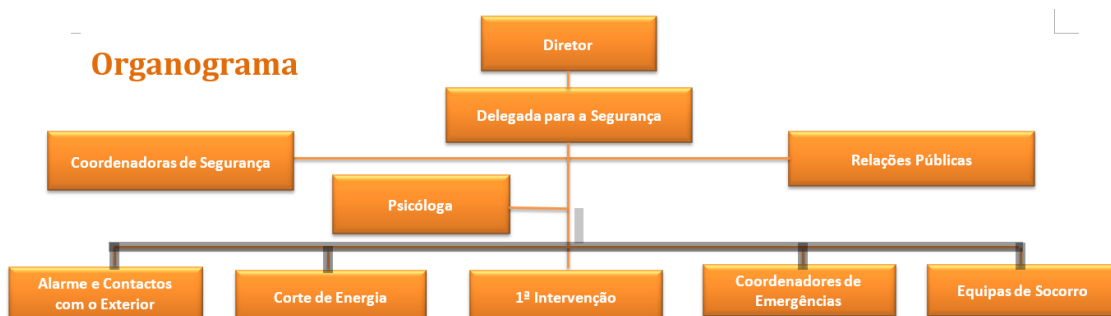 Organograma
Diretor
Delegada para a Segurança
Coordenadoras de Segurança
Relações Públicas
Psicóloga
Alarme e Contactos
com o Exterior
Corte de Energia
1ª Intervenção
Coordenadores de
Emergências
Equipas de Socorro